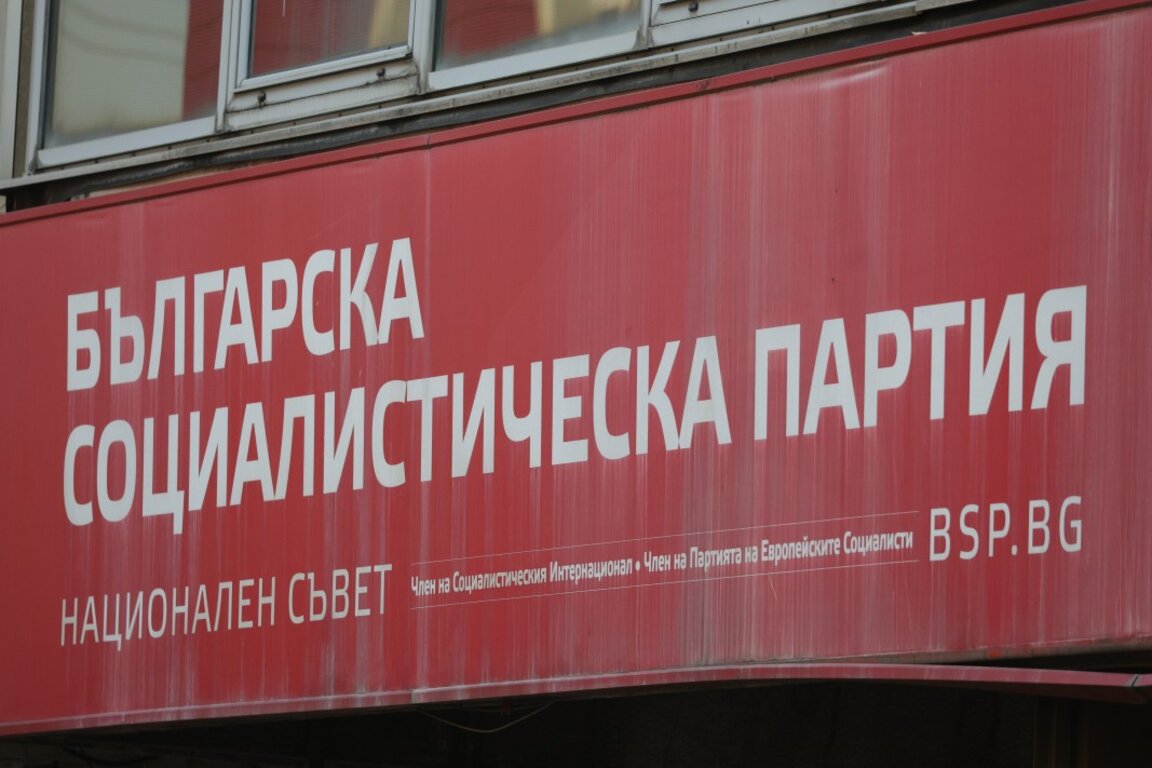 БЪЛГАРСКА
СОЦИАЛИСТИЧЕСКА ПАРТИЯ
НАЦИОНАЛЕН СЪВЕТ Член на Социалистическия Интернационал • Член на Партията на Европейските Социалисти BSP.BG